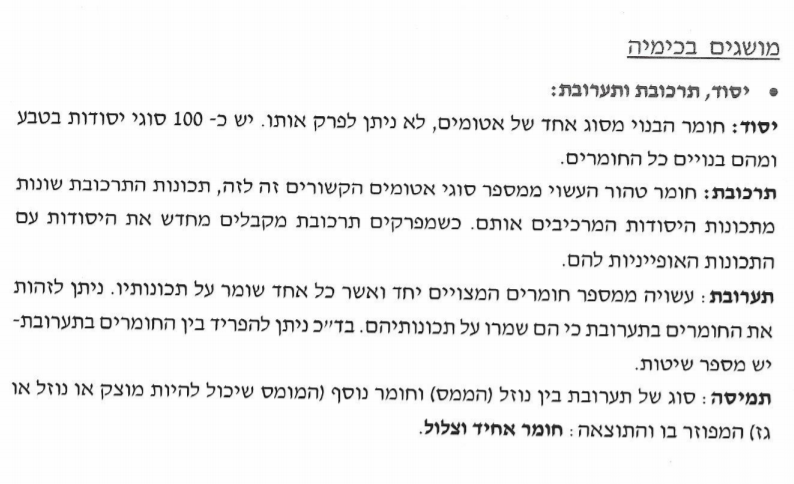 מושגים בכימיה
• יסוד, תרכובת ותערובת:
יסוד: חומר הבנוי מסוג אחד של אטומים, לא ניתן לפרק אותו. יש כ- 100 סוגי יסודות בטבע
ומהם בנויים כל החומרים.
תרכובת: חומר טהור העשוי ממספר סוגי אטומים הקשורים זה לזה, תכונות התרכובת שונות
מתכונות היסודות המרכיבים אותם. כשמפרקים תרכובת מקבלים מחדש את היסודות עם
התכונות האופייניות להם.
תערובת: עשויה ממספר חומרים המצויים יחד ואשר כל אחד שומר על תכונותיו. ניתן לזהות
את החומרים בתערובת כי הם שמרו על תכונותיהם. בד״כ ניתן להפריד בין החומרים בתערובת-
יש מספר שיטות.
תמיסה: סוג של תערובת בין נוזל (הממס) וחומר נוסף (המומס שיכול להיות מוצק או נוזל או
גז) המפוזר בו והתוצאה: חומר אחיד וצלול.